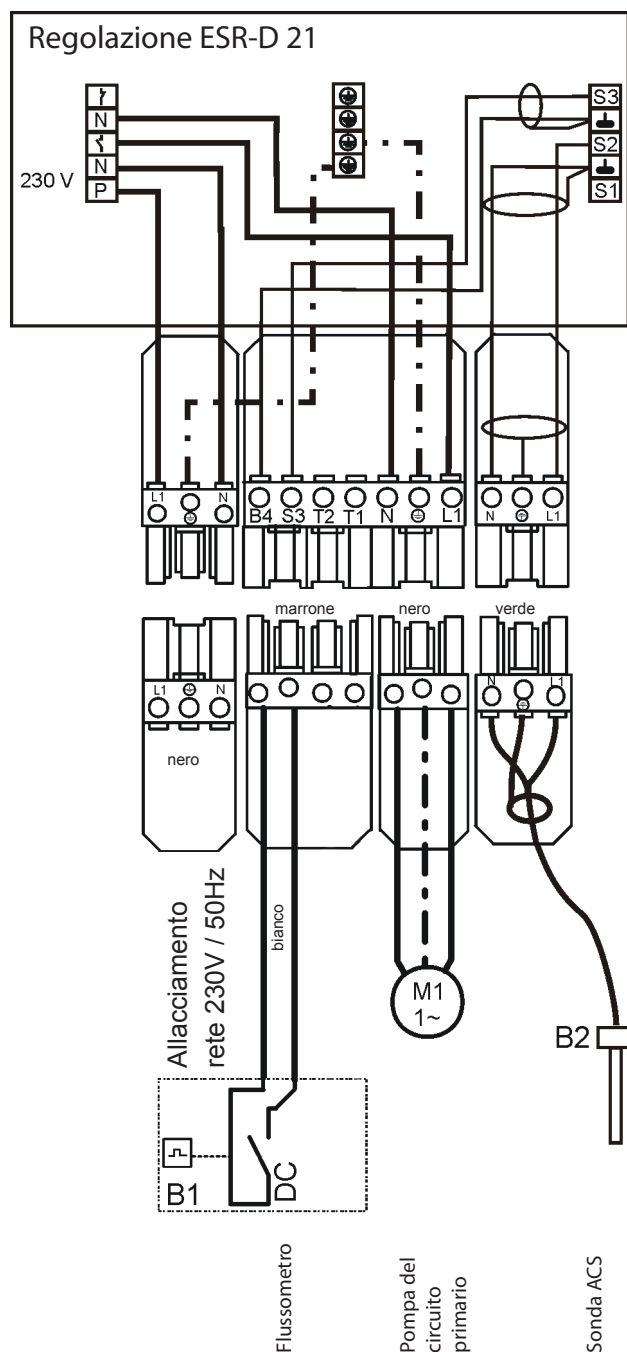 Regolazione ESR-D 21
230 V
N
N
P
S3
S2
S1
L1
N
B4
S3
T2
T1
N
L1
N
L1
marrone
nero
verde
L1
N
nero
N
L1
Allacciamento
rete 230V / 50Hz
bianco
M1
1~
B2
B1
DC
Flussometro
Pompa del
circuito
primario
Sonda ACS